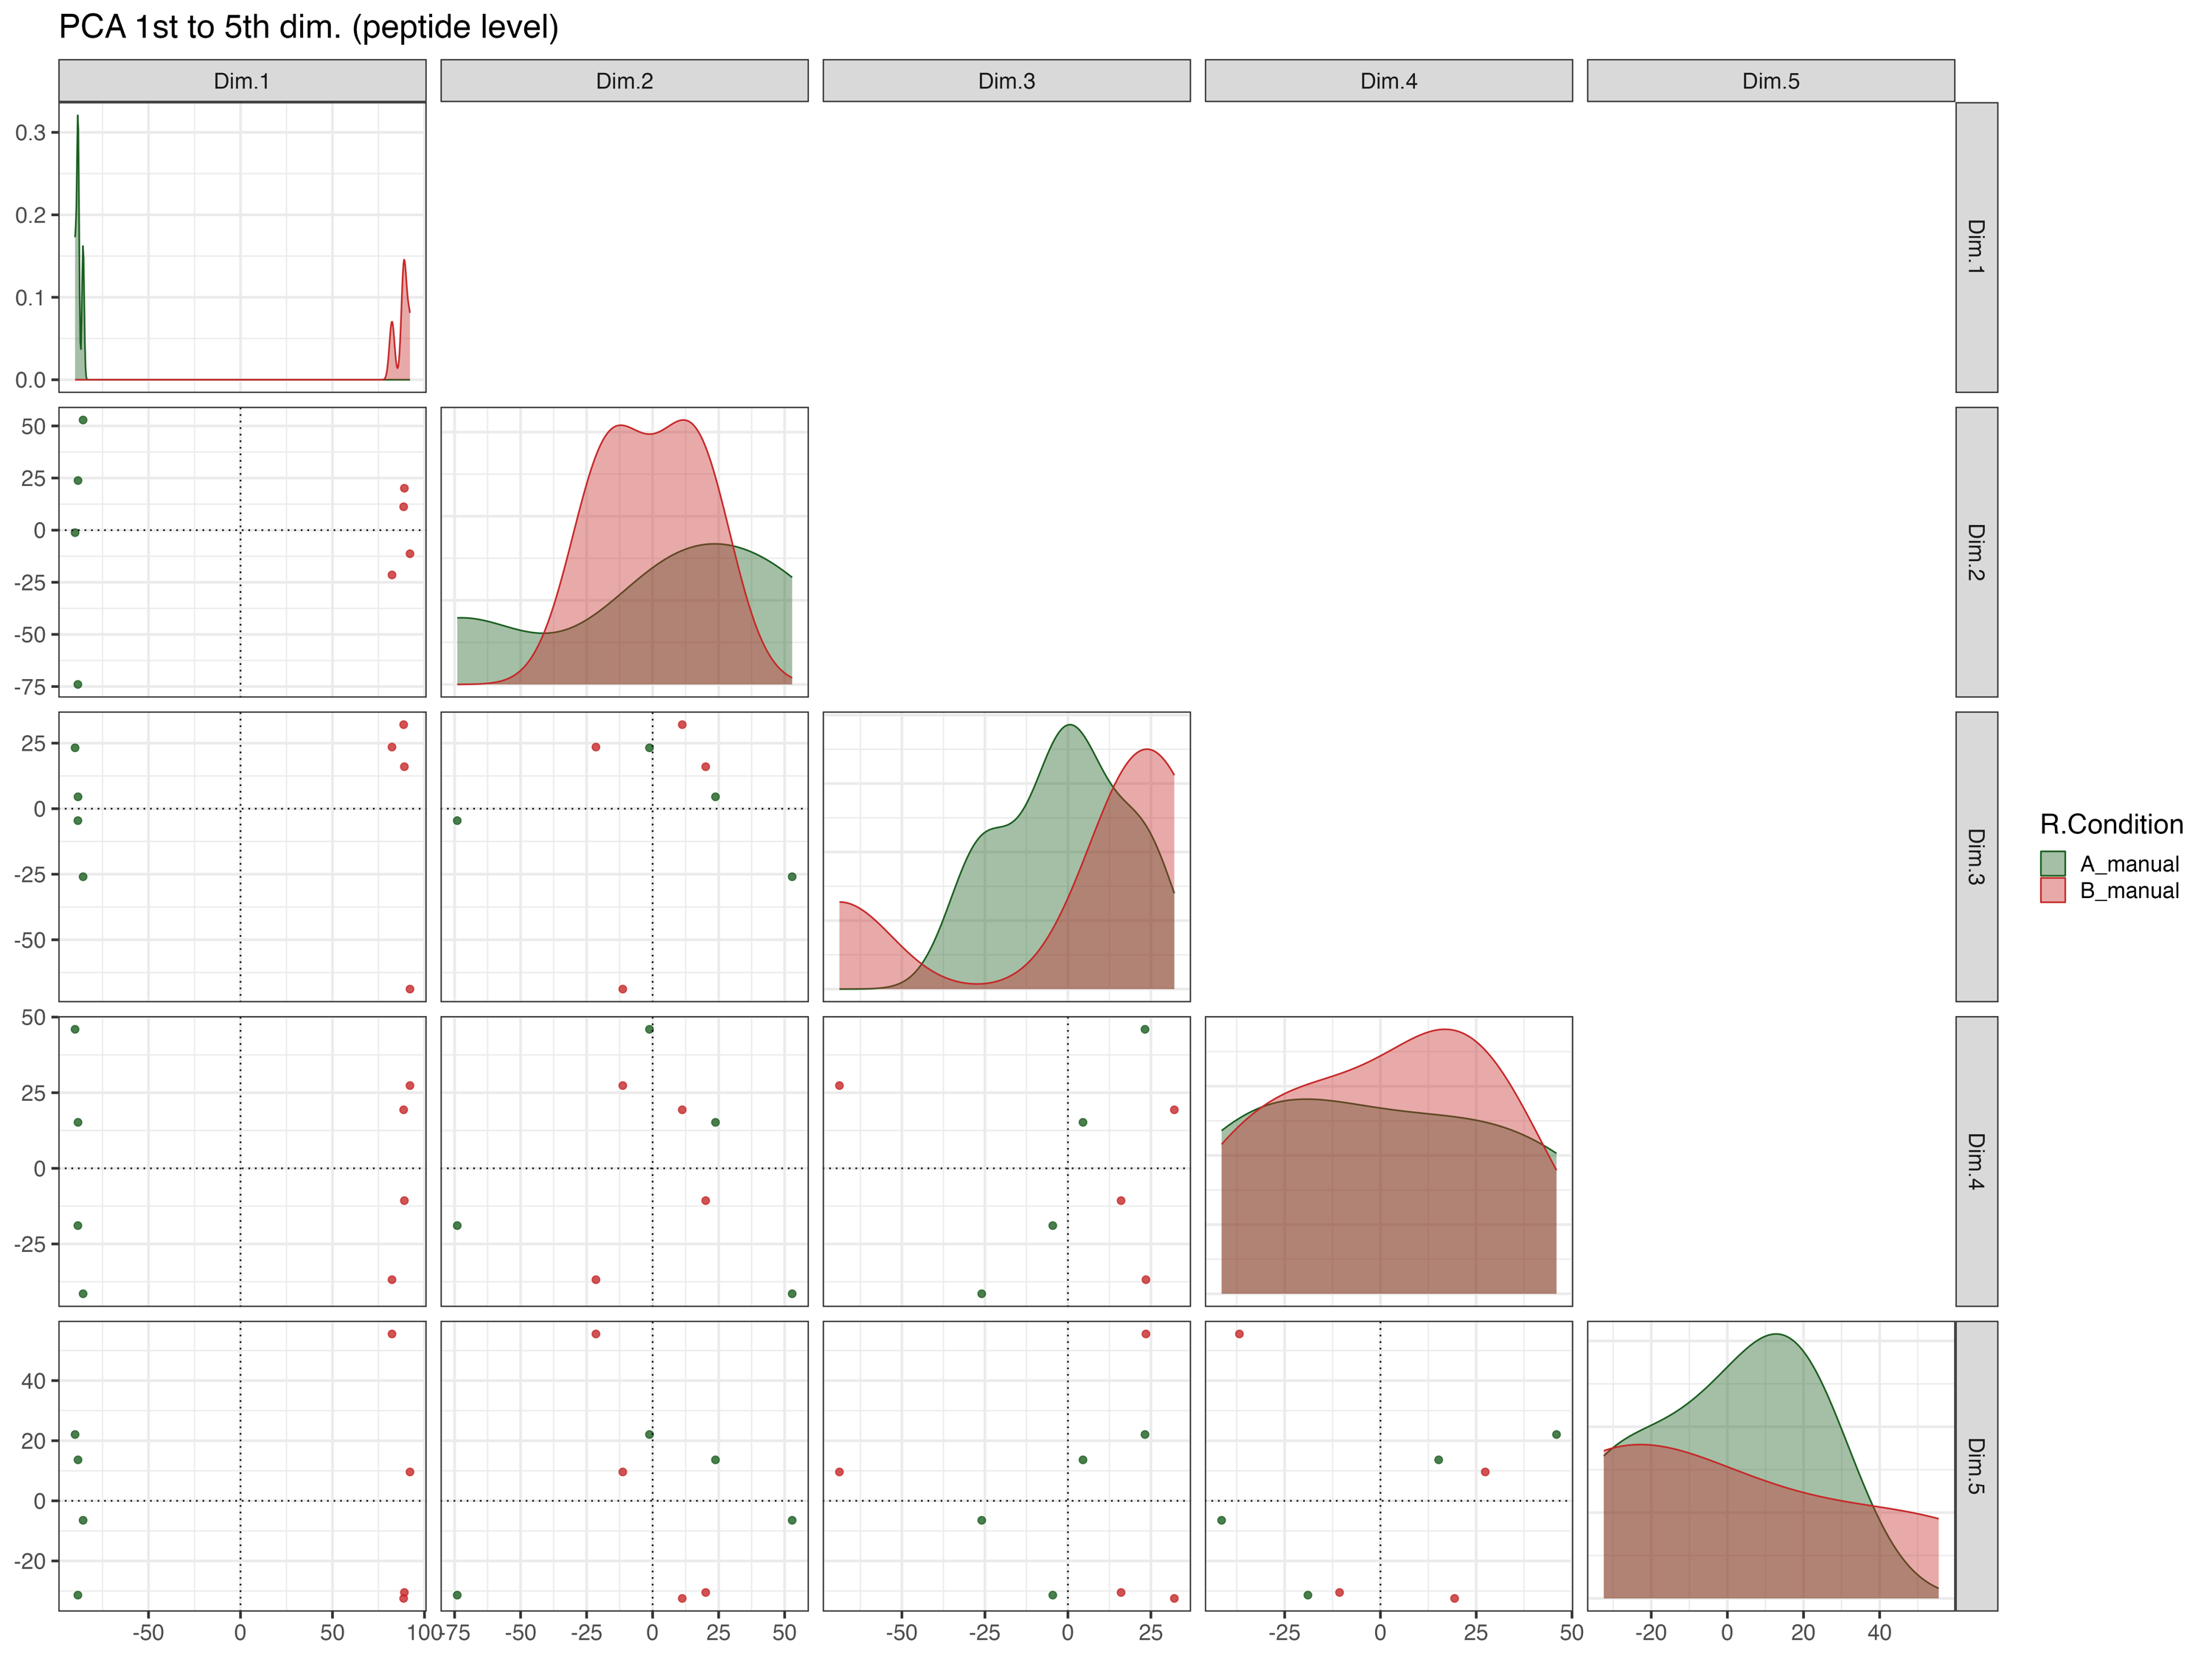 PCA 1st to 5th dim. (peptide level)
Dim.1 Dim.2 Dim.3 Dim.4 Dim.5
0.3
0.2
0.1
0.0
Dim.1
50
25
0
-25
-50
-75
Dim.2
25
0
-25
-50
Dim.3
R.Condition
A_manual
B_manual
50
25
0
-25
Dim.4
40
20
0
-20
Dim.5
-50 0 50 100 -75 -50 -25 0 25 50 -50 -25 0 25 -25 0 25 50 -20 0 20 40